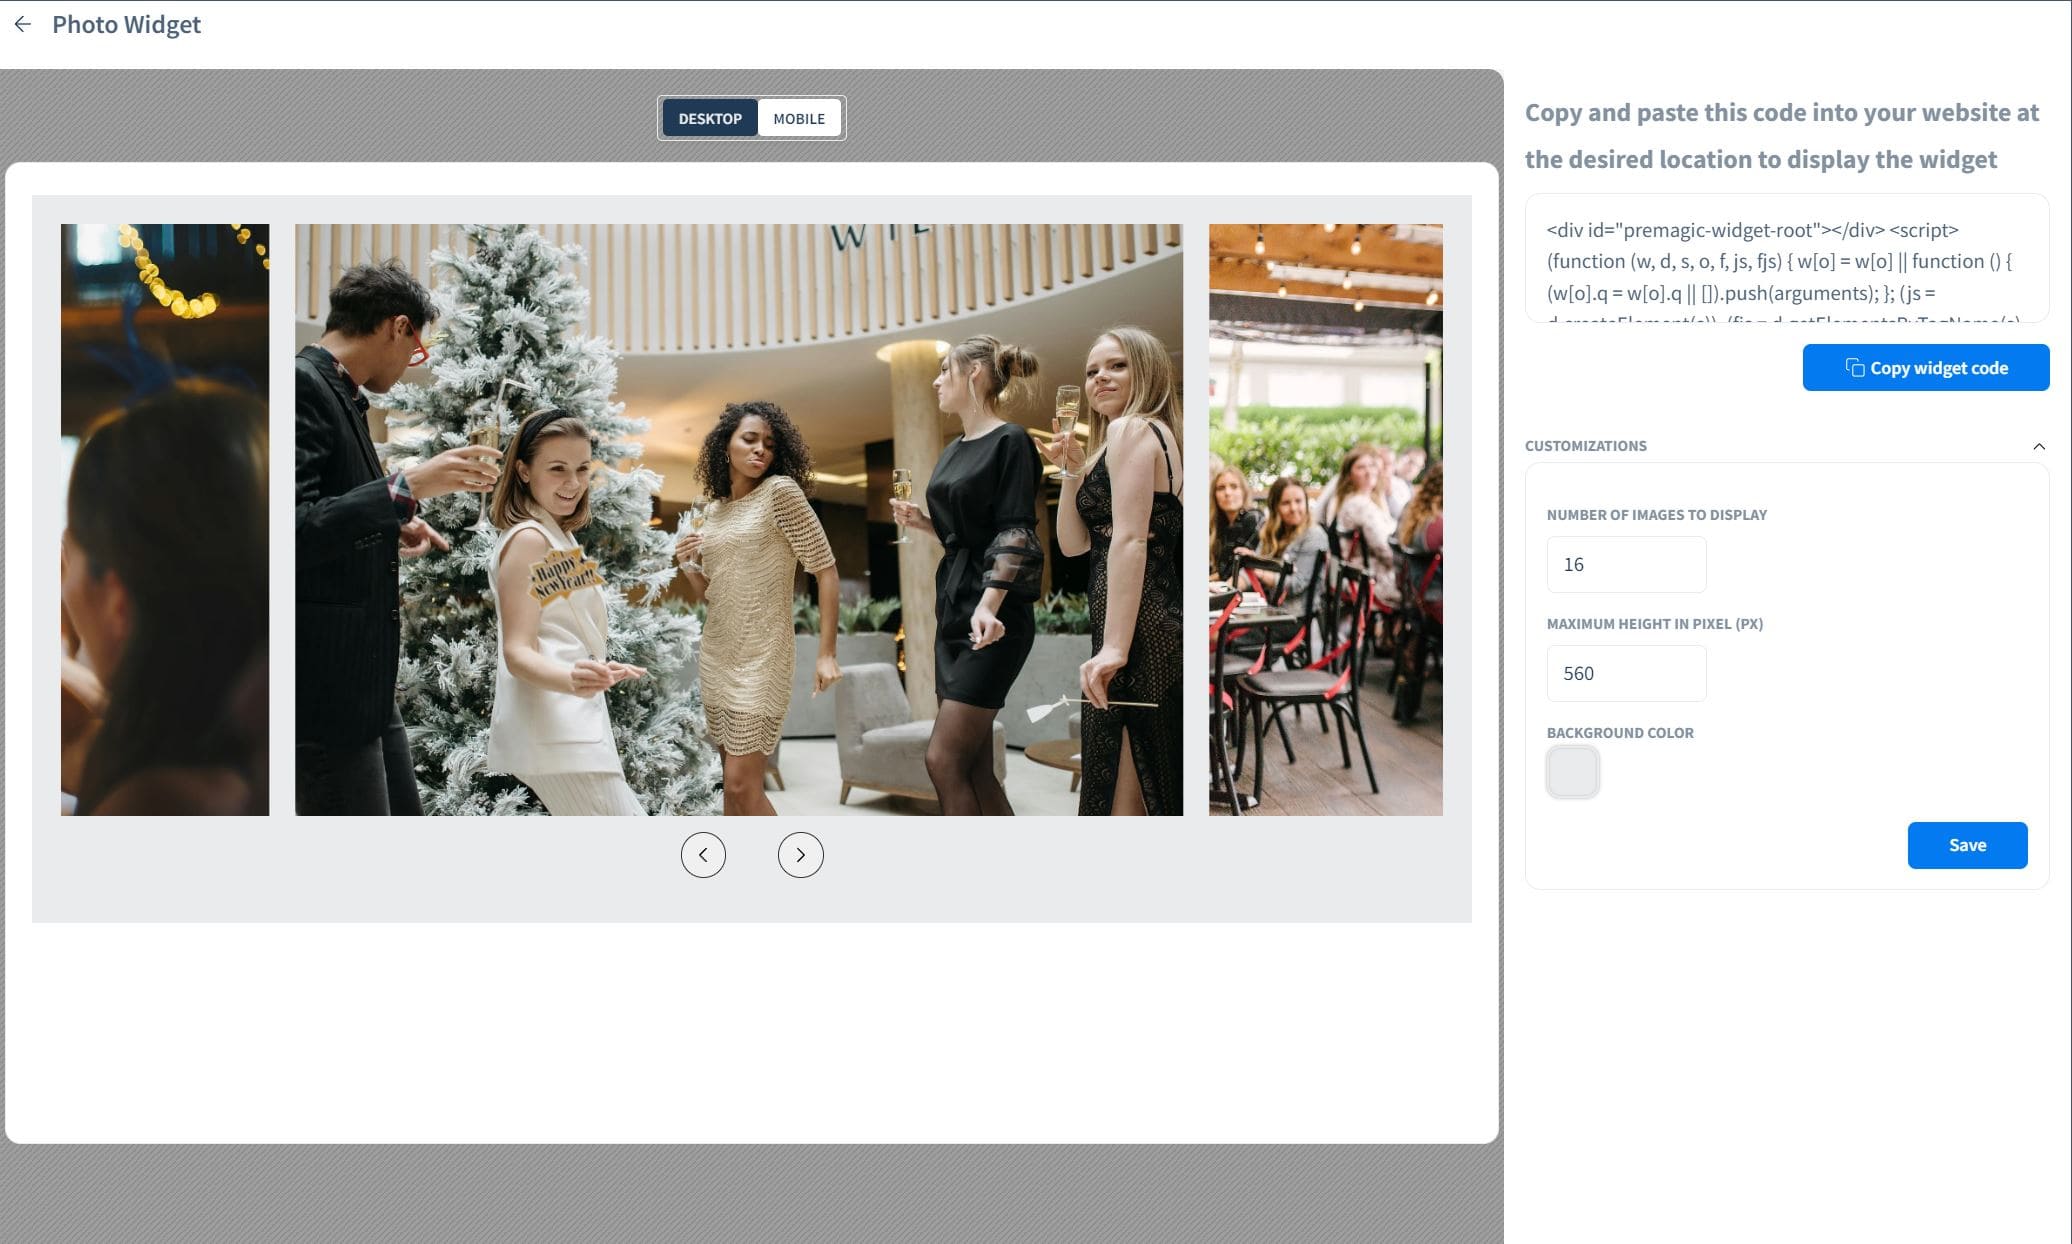 Photo Widget
DESKTOP
MOBILE
Happy
New Year!!
Copy and paste this code into your website at
the desired location to display the widget
<div id="premagic-widget-root"></div> <script>
(function (w, d, s, o, f, js, fjs) { w[o] = w[o] || function () {
(w[o].q = w[o].q || []).push(arguments); }; (js =
Copy widget code
CUSTOMIZATIONS
NUMBER OF IMAGES TO DISPLAY
16
MAXIMUM HEIGHT IN PIXEL (PX)
560
BACKGROUND COLOR
Save